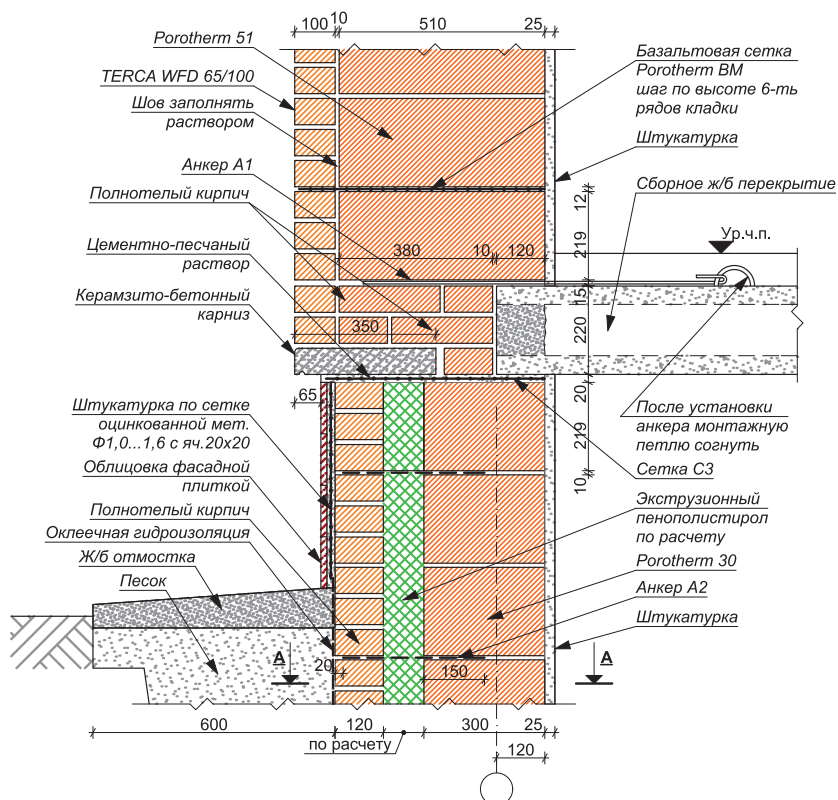 100
10
510
25
Porotherm 51
TERCA WFD 65/100
Шов заполнять
раствором
Анкер А1
Полнотелый кирпич
Цементно-песчаный
раствор
Керамзито-бетонный
карниз
Штукатурка по сетке
оцинкованной мет.
Ф1,0...1,6 с яч.20х20
Облицовка фасадной
плиткой
Полнотелый кирпич
Оклеечная гидроизоляция
Ж/б отмостка
Песок
Базальтовая сетка
Porotherm BM
шаг по высоте 6-ть
рядов кладки
Штукатурка
Сборное ж/б перекрытие
Ур.ч.п.
После установки
анкера монтажную
петлю согнуть
Сетка С3
Экструзионный
пенополистирол
по расчету
Porotherm 30
Анкер А2
Штукатурка
12
219
15
220
20
219
10
380
10
120
350
65
20
150
А
А
600
120
по расчету
300
25
120